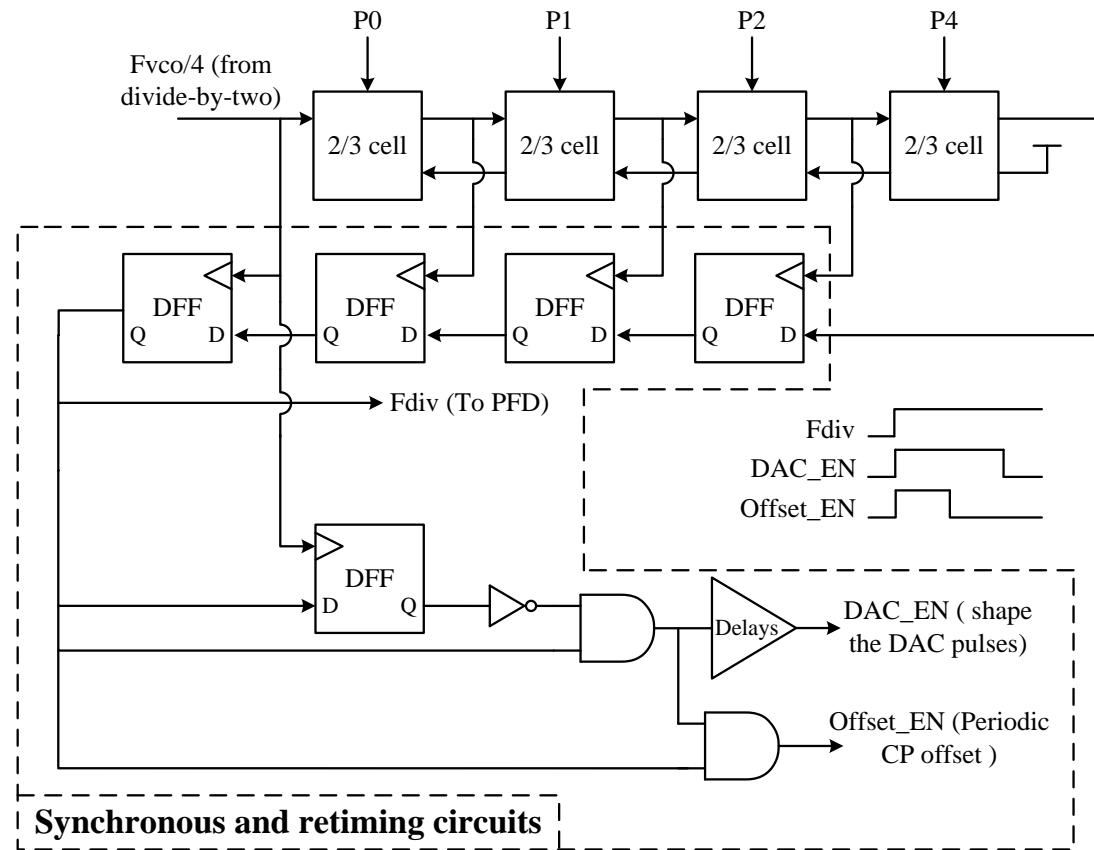 P0
P1
P2
P4
Fvco/4 (from
divide-by-two)
2/3 cell
2/3 cell
2/3 cell
2/3 cell
DFF
Q
D
DFF
Q
D
DFF
Q
D
DFF
Q
D
Fdiv (To PFD)
Fdiv
DAC_EN
Offset_EN
DFF
D
Q
Delays
DAC_EN ( shape
the DAC pulses)
Offset_EN (Periodic
CP offset )
Synchronous and retiming circuits